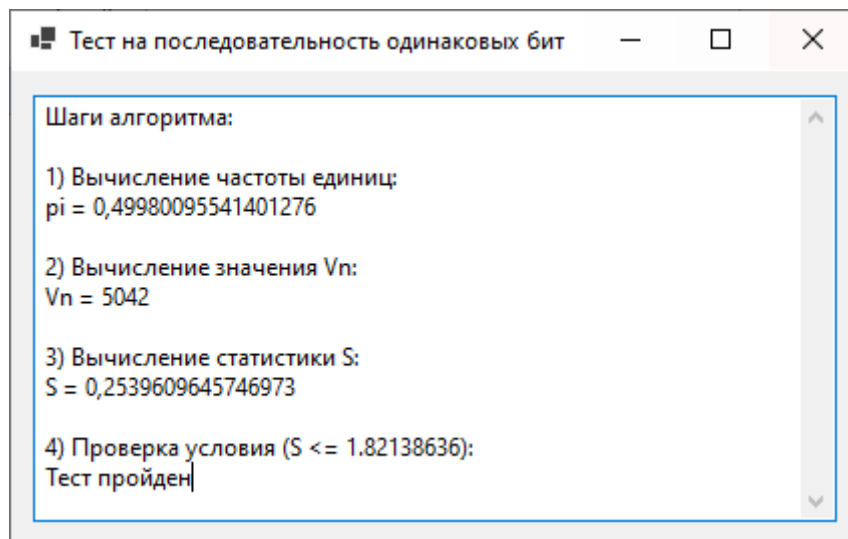 Тест на последовательность одинаковых бит
Шаги алгоритма:
1) Вычисление частоты единиц:
pi = 0,49980095541401276
2) Вычисление значения Vn:
Vn = 5042
3) Вычисление статистики S:
S = 0,2539609645746973
4) Проверка условия (S <= 1.82138636):
Тест пройден